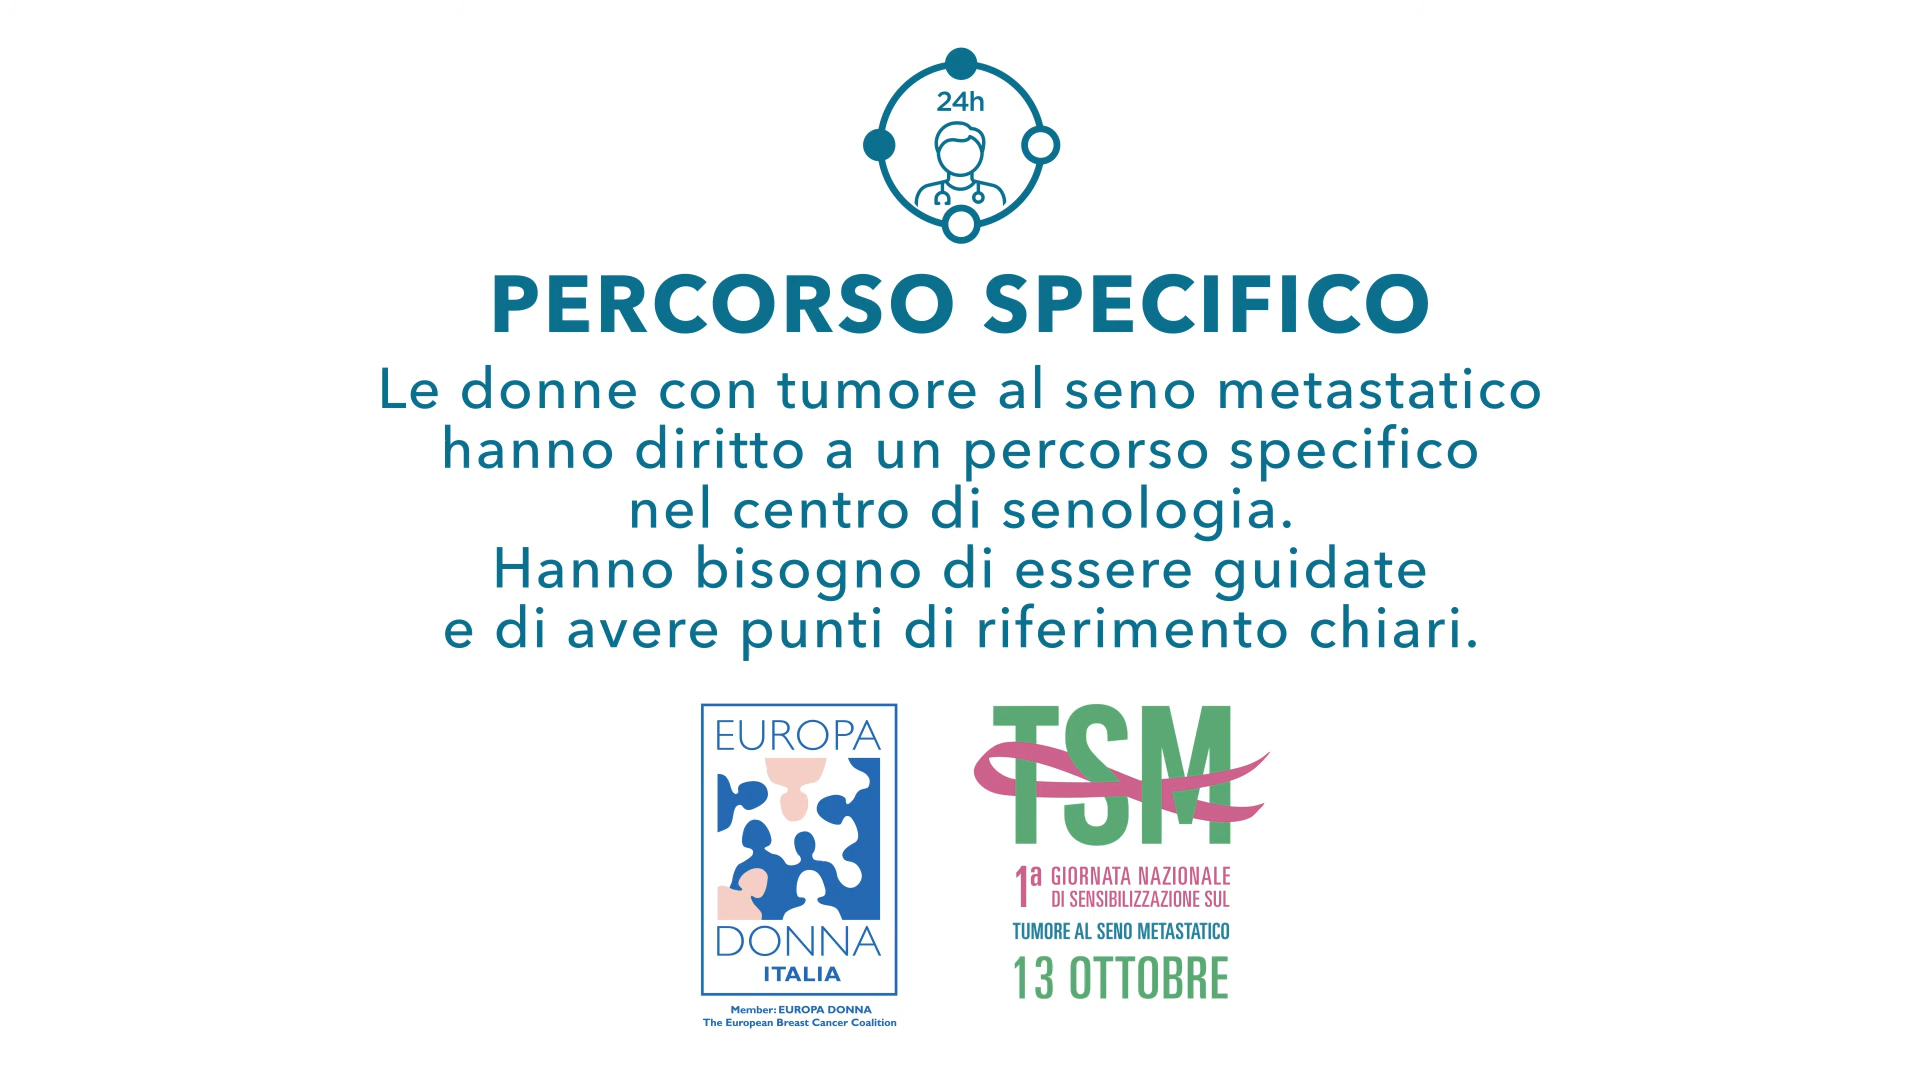 24h
PERCORSO SPECIFICO
Le donne con tumore al seno metastatico
hanno diritto a un percorso specifico
nel centro di senologia.
Hanno bisogno di essere guidate
e di avere punti di riferimento chiari.
EUROPA
DONNA
ITALIA
Member: EUROPA DONNA
The European Breast Cancer Coalition
TSM
1ª GIORNATA NAZIONALE
DI SENSIBILIZZAZIONE SUL
TUMORE AL SENO METASTATICO
13 OTTOBRE